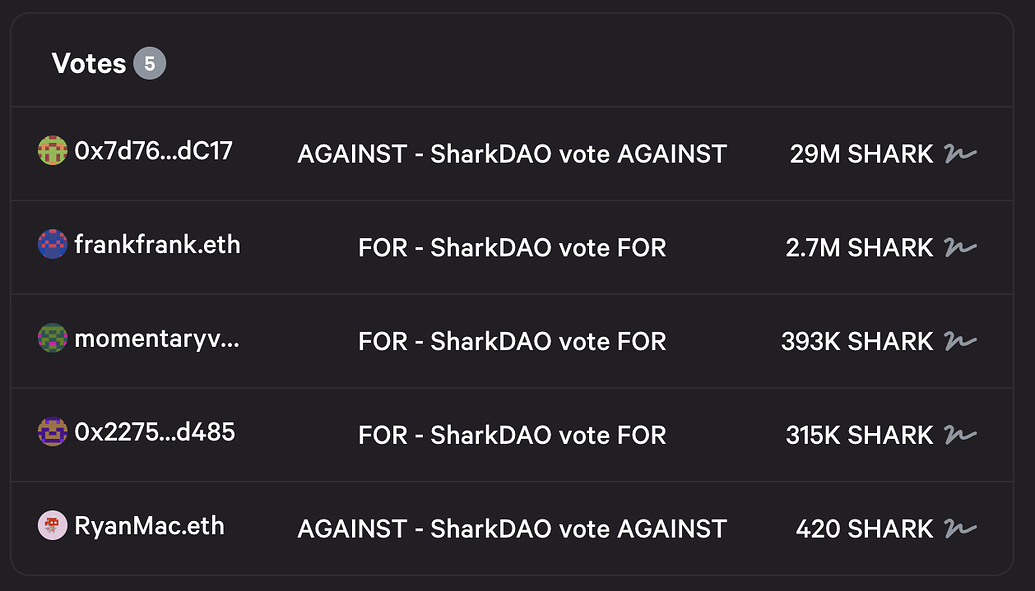 Votes 5
0x7d76...dC17 AGAINST - SharkDAO vote AGAINST 29M SHARK
frankfrank.eth FOR - SharkDAO vote FOR 2.7M SHARK
momentaryv... FOR - SharkDAO vote FOR 393K SHARK
0x2275...d485 FOR - SharkDAO vote FOR 315K SHARK
RyanMac.eth AGAINST - SharkDAO vote AGAINST 420 SHARK